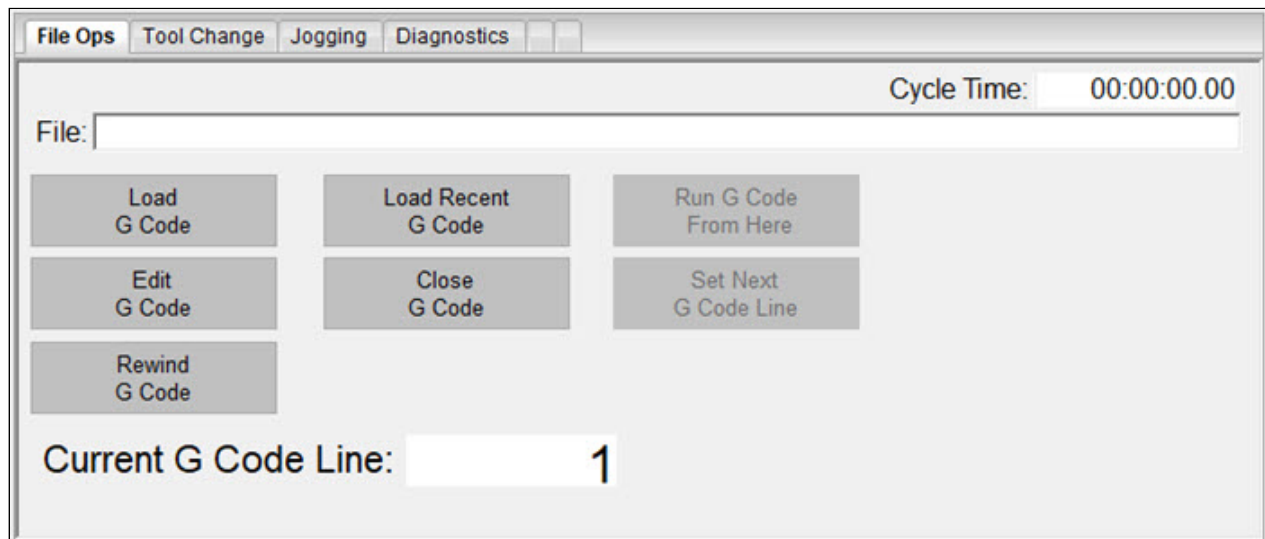 File Ops Tool Change Jogging Diagnostics
Cycle Time: 00:00:00.00
File:
Load
G Code
Load Recent
G Code
Run G Code
From Here
Edit
G Code
Close
G Code
Set Next
G Code Line
Rewind
G Code
Current G Code Line: 1